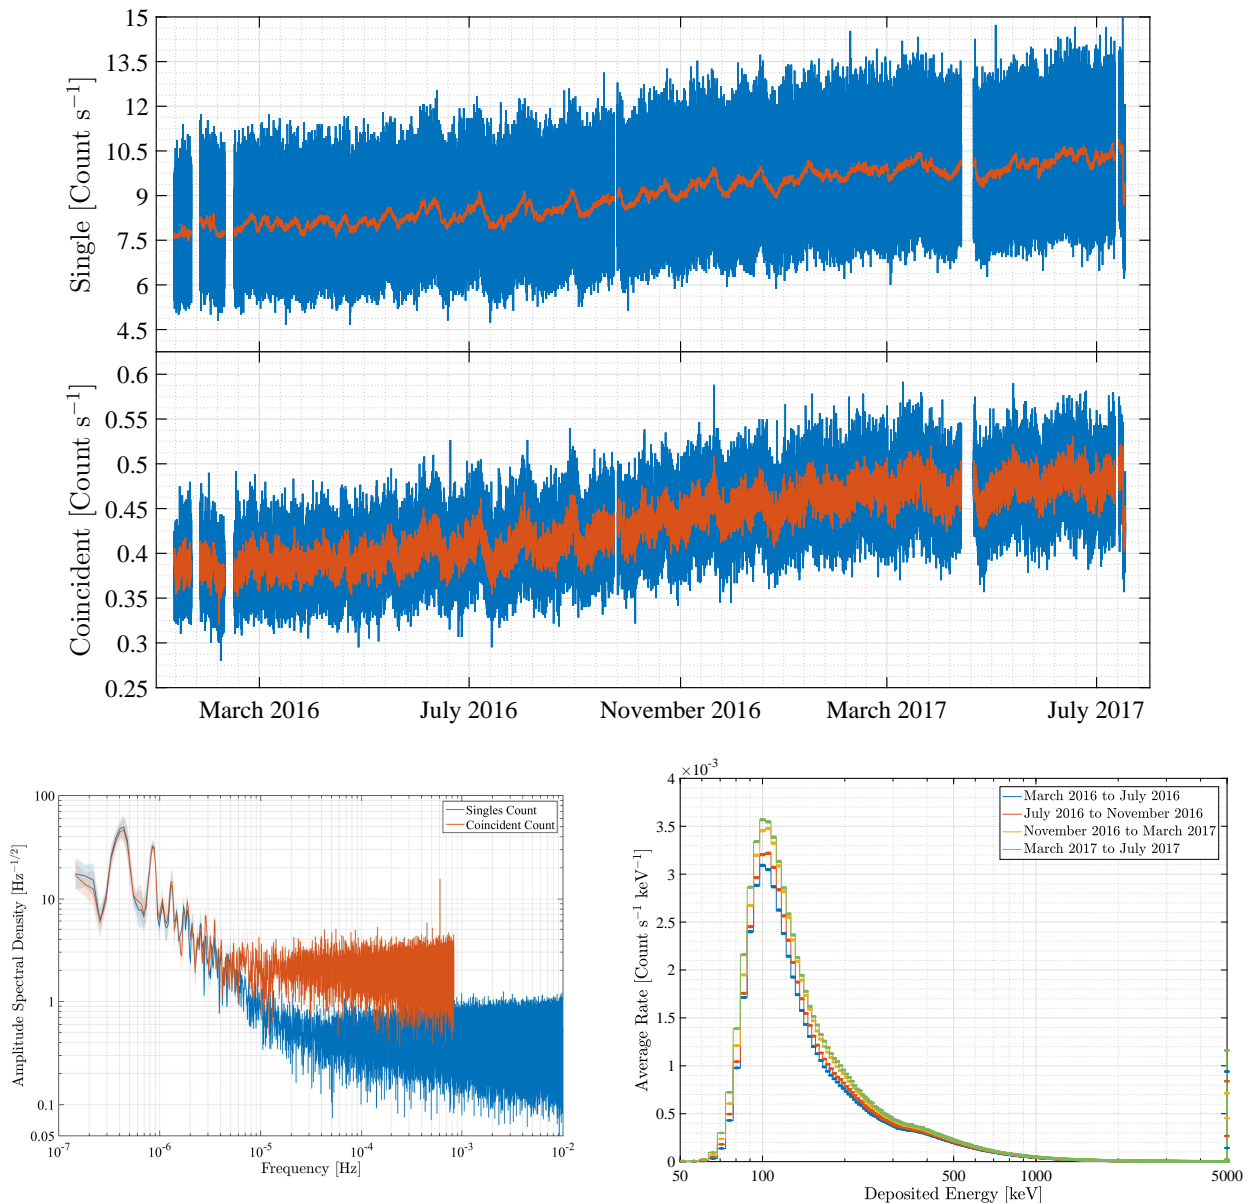 Single [Count s⁻¹]
15
13.5
12
10.5
9
7.5
6
4.5
Coincident [Count s⁻¹]
0.6
0.55
0.5
0.45
0.4
0.35
0.3
0.25
March 2016
July 2016
November 2016
March 2017
July 2017
Amplitude Spectral Density [Hz⁻¹/²]
100
10
1
0.1
0.05
Singles Count
Coincident Count
10⁻⁷
10⁻⁶
10⁻⁵
10⁻⁴
10⁻³
10⁻²
Frequency [Hz]
Average Rate [Count s⁻¹ keV⁻¹]
×10⁻³
4
3.5
3
2.5
2
1.5
1
0.5
0
March 2016 to July 2016
July 2016 to November 2016
November 2016 to March 2017
March 2017 to July 2017
50
100
500
1000
5000
Deposited Energy [keV]